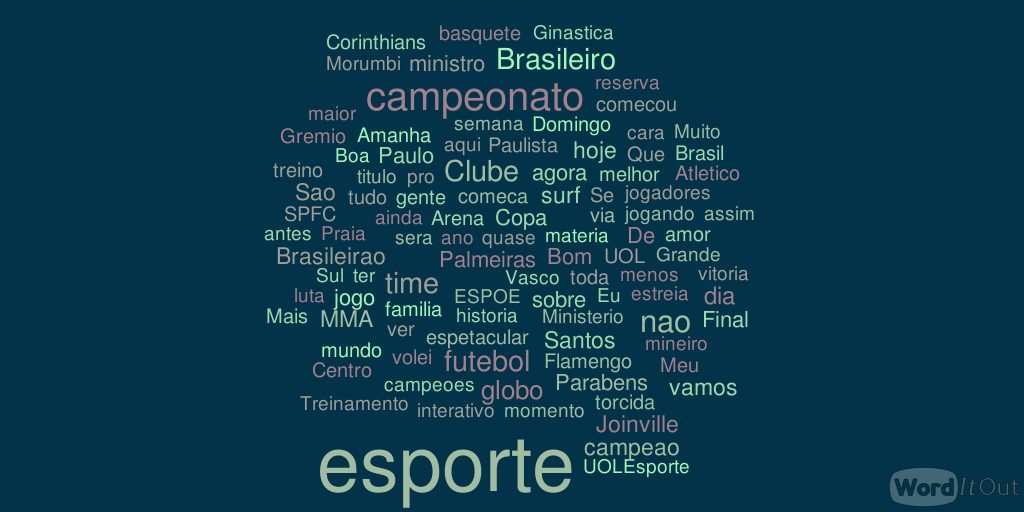 Corinthians basquete Ginastica
Morumbi ministro Brasileiro
campeonato reserva
maior comecou
Gremio Amanha semana Domingo cara Muito
aqui Paulista hoje Que Brasil
Boa Paulo
treino titulo pro Clube agora melhor Atletico
Sao tudo gente comeca surf Se jogadores
SPFC ainda Arena Copa via jogando assim
antes Praia sera ano quase materia De amor
Brasileirao Palmeiras Bom UOL Grande
Sul ter time Vasco toda menos vitoria
luta jogo familia ESPOE sobre Eu estreia dia
Mais MMA ver historia Ministerio nao Final
espetacular Santos mineiro
mundo volei futebol Flamengo Meu
Centro campeoes globo Parabens vamos
Treinamento interativo momento torcida
Joinville
esporte campeao
UOLEsporte
WordItOut